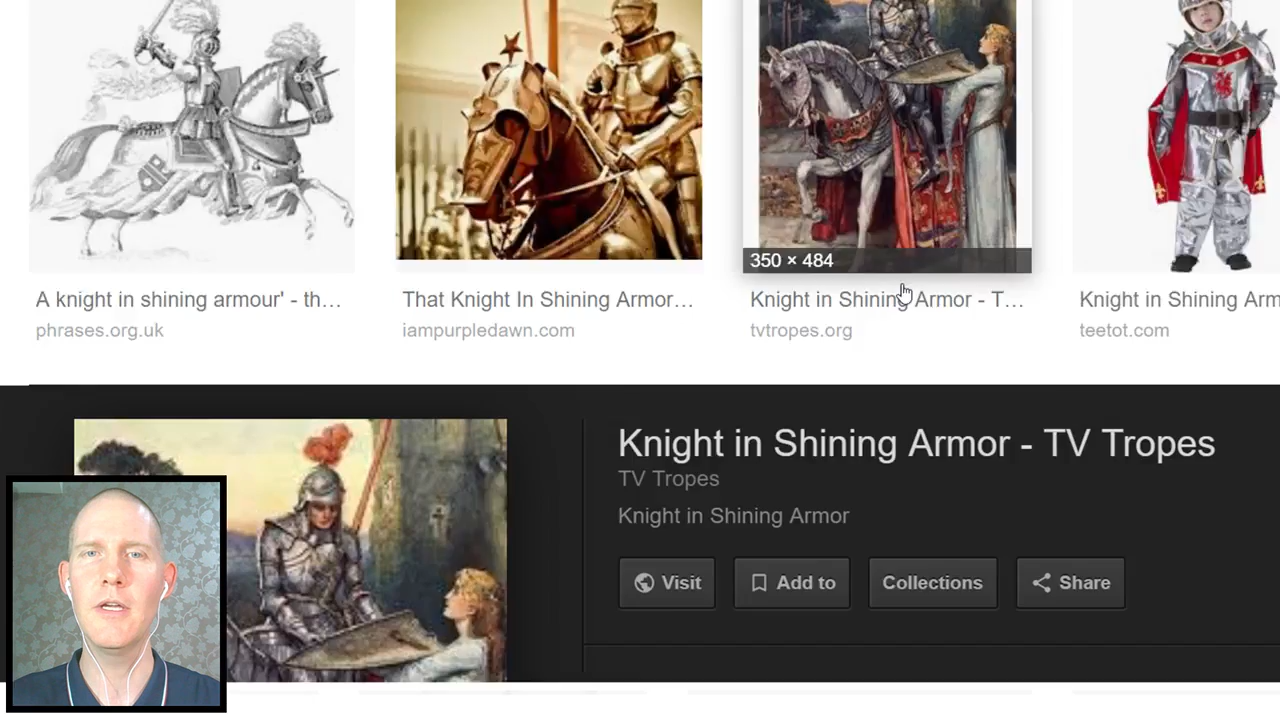 350 × 484
A knight in shining armour' - th...
That Knight In Shining Armor...
Knight in Shining Armor - T...
Knight in Shining Arm
phrases.org.uk
iampurpledawn.com
tvtropes.org
teetot.com
Knight in Shining Armor - TV Tropes
TV Tropes
Knight in Shining Armor
Visit
Add to
Collections
Share